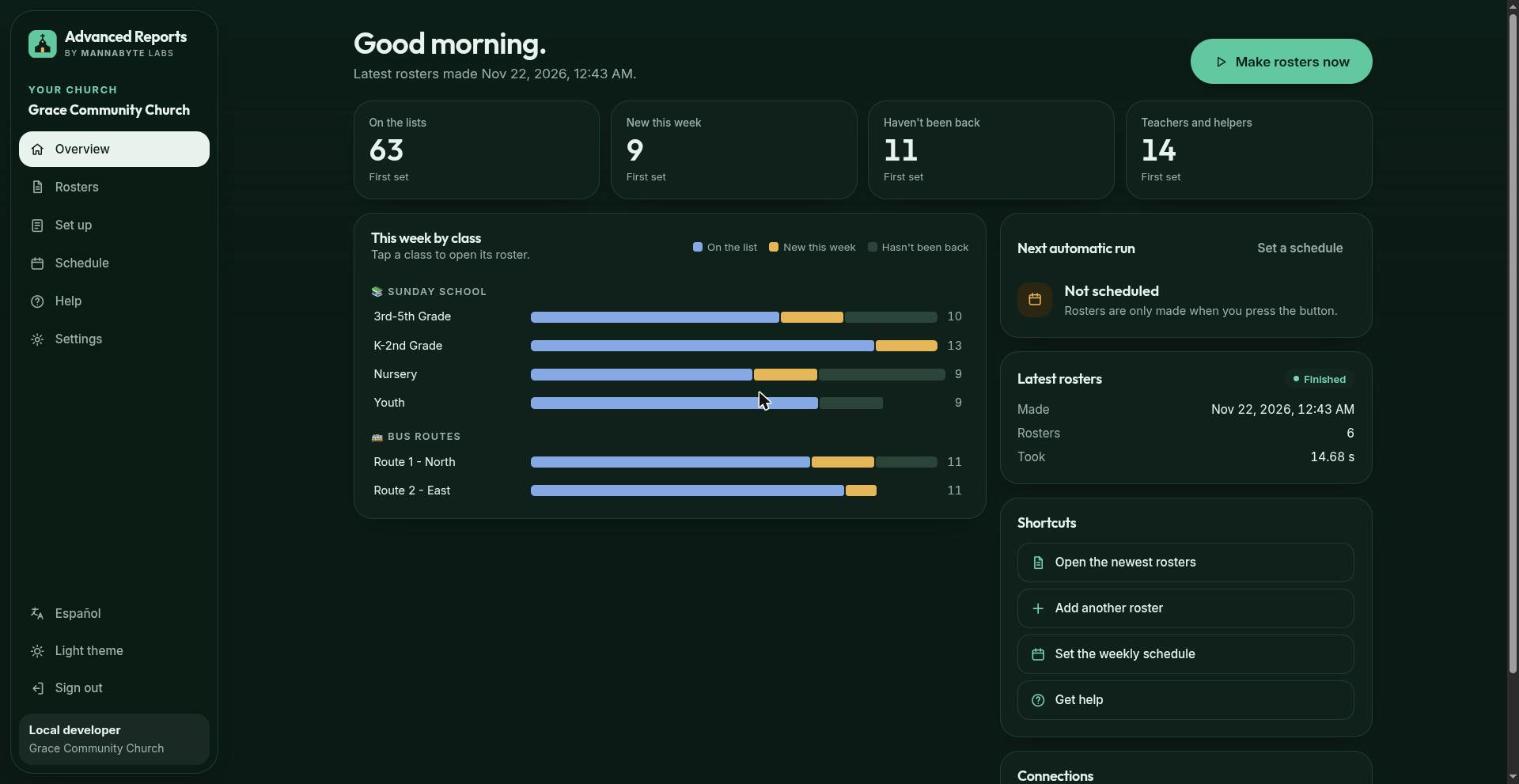 Advanced Reports
BY MANNABYTE LABS
YOUR CHURCH
Grace Community Church
Overview
Rosters
Set up
Schedule
Help
Settings
Español
Light theme
Sign out
Local developer
Grace Community Church
Good morning.
Latest rosters made Nov 22, 2026, 12:43 AM.
Make rosters now
On the lists
63
First set
New this week
9
First set
Haven't been back
11
First set
Teachers and helpers
14
First set
This week by class
Tap a class to open its roster.
On the list
New this week
Hasn't been back
SUNDAY SCHOOL
3rd-5th Grade 10
K-2nd Grade 13
Nursery 9
Youth 9
BUS ROUTES
Route 1 - North 11
Route 2 - East 11
Next automatic run
Set a schedule
Not scheduled
Rosters are only made when you press the button.
Latest rosters
Finished
Made Nov 22, 2026, 12:43 AM
Rosters 6
Took 14.68 s
Shortcuts
Open the newest rosters
Add another roster
Set the weekly schedule
Get help
Connections